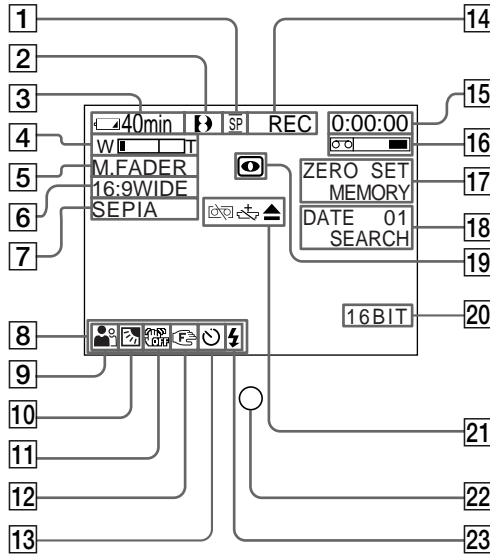 1
2
3
4
5
6
7
8
9
10
11
12
13
14
15
16
17
18
19
20
21
22
23
40min SP REC 0:00:00
W T
M.FADER
16:9WIDE
SEPIA
ZERO SET
MEMORY
DATE 01
SEARCH
16BIT
OFF F